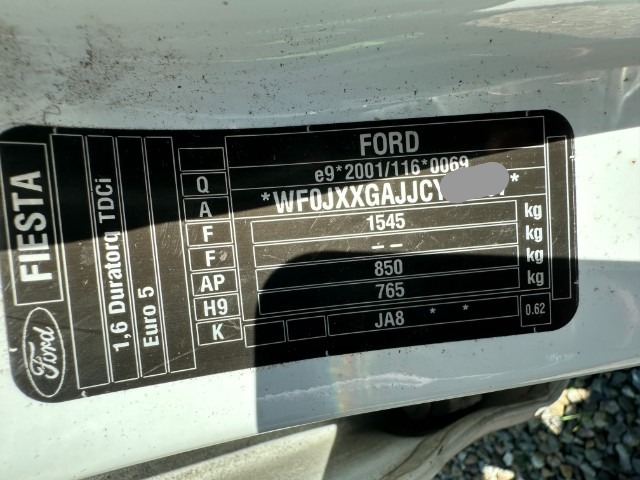 FORD
e9*2001/116*0069
*WF0JXXGAJJCY *
1545 kg
-- kg
850 kg
765 kg
JA8 * * 0.62
Q
A
F
F
AP
H9
K
Euro 5
1,6 Duratorq TDCi
FIESTA
Ford